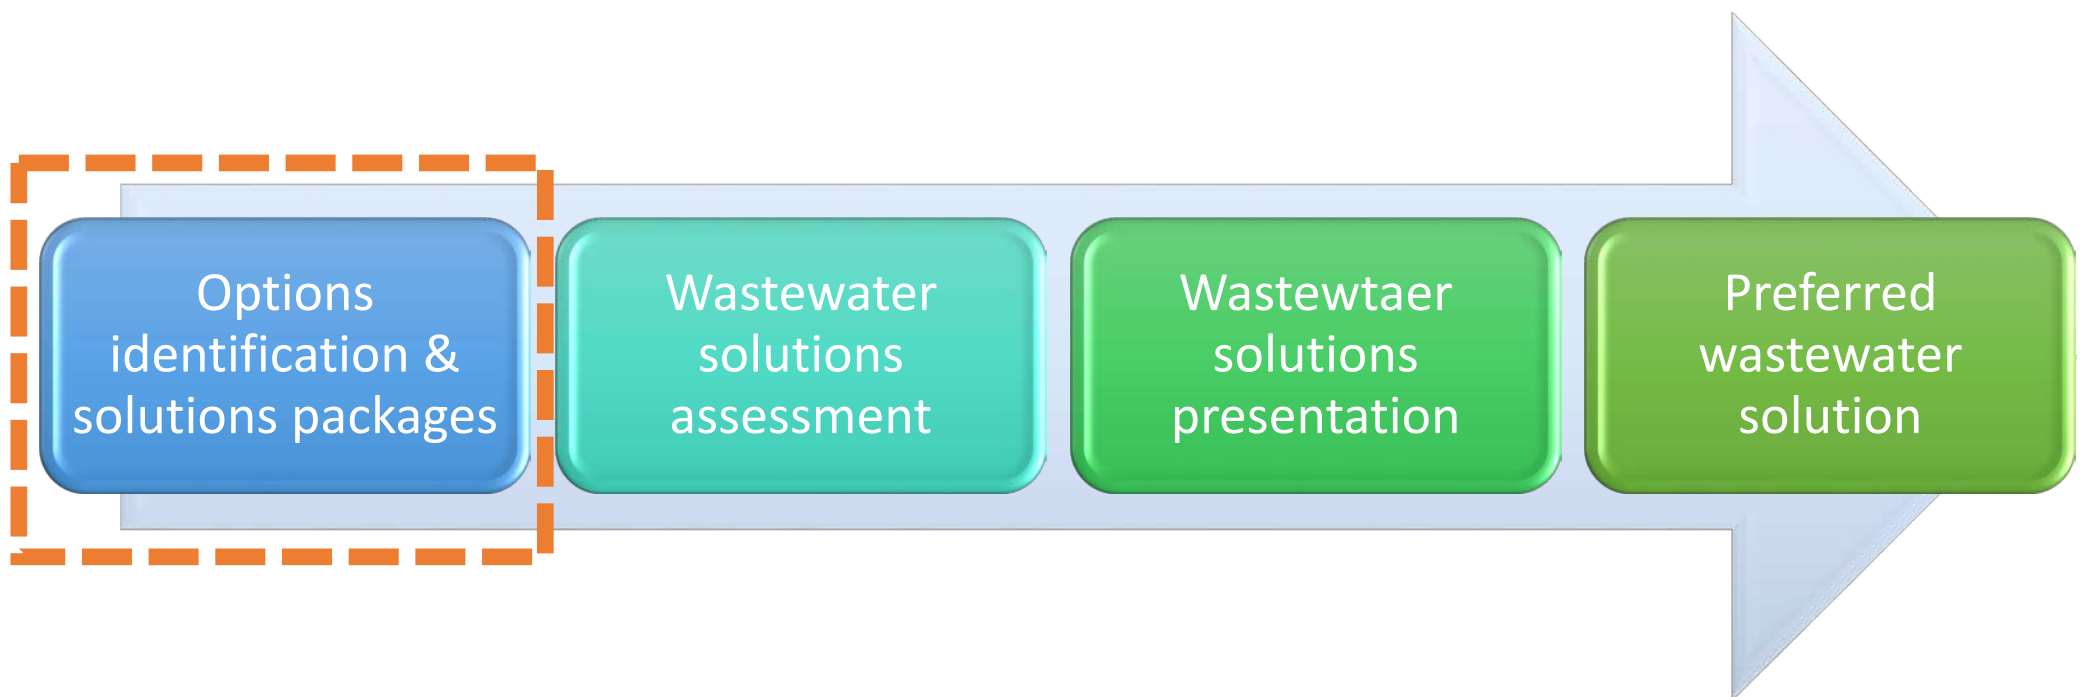 Options
identification &
solutions packages
Wastewater
solutions
assessment
Wastewtaer
solutions
presentation
Preferred
wastewater
solution